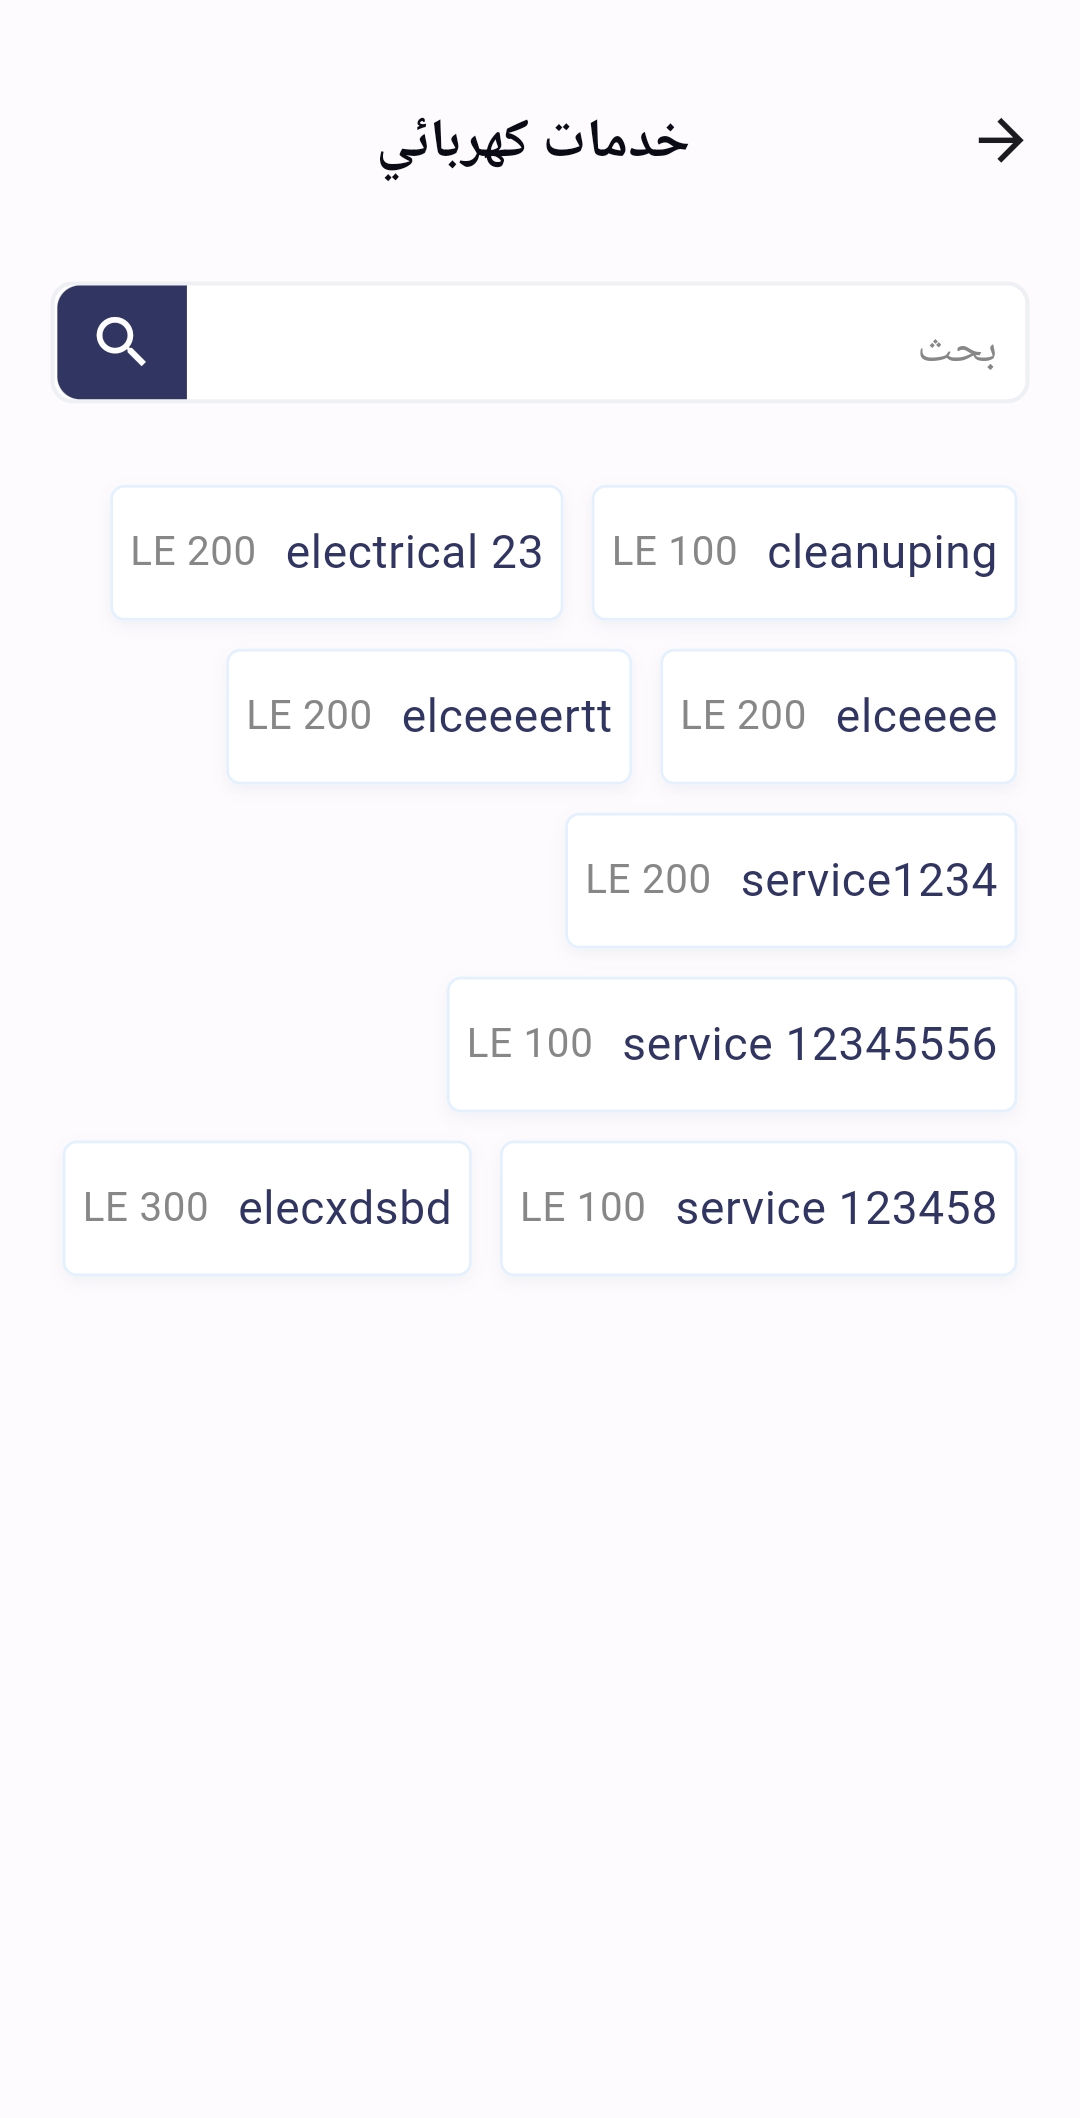 خدمات كهربائي
بحث
cleanuping LE 100
electrical 23 LE 200
elceeee LE 200
elceeeertt LE 200
service1234 LE 200
service 12345556 LE 100
service 123458 LE 100
elecxdsbd LE 300